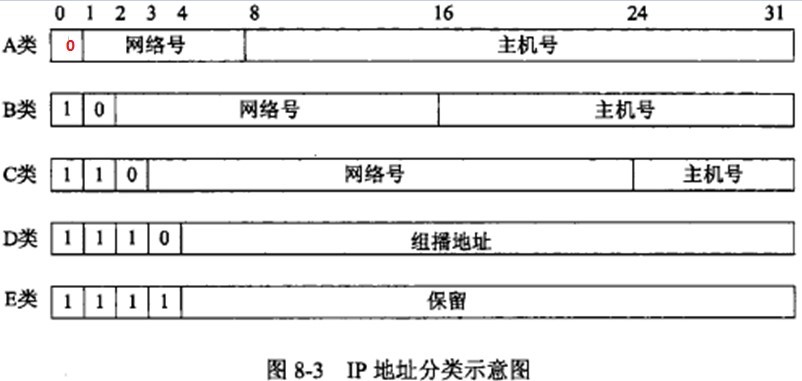 0 1 2 3 4 8 16 24 31
A类 0 网络号 主机号
B类 1 0 网络号 主机号
C类 1 1 0 网络号 主机号
D类 1 1 1 0 组播地址
E类 1 1 1 1 保留
图 8-3 IP 地址分类示意图